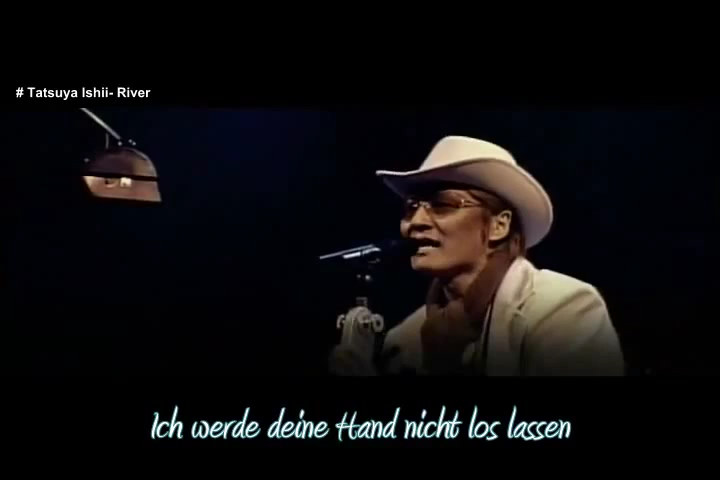 # Tatsuya Ishii- River
Ich werde deine Hand nicht los lassen